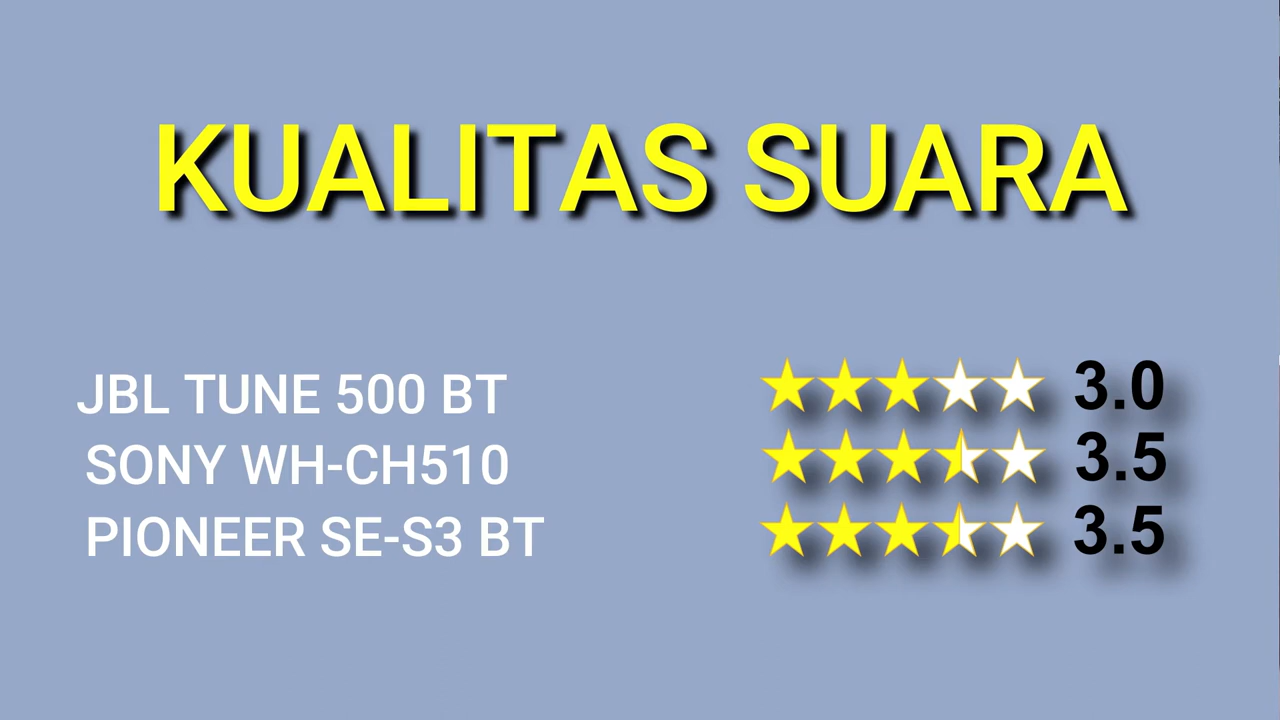 KUALITAS SUARA
JBL TUNE 500 BT 3.0
SONY WH-CH510 3.5
PIONEER SE-S3 BT 3.5